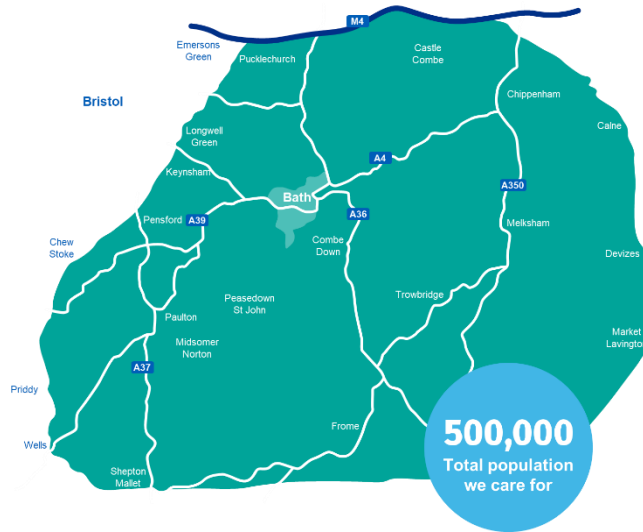 M4
Emersons
Green
Pucklechurch
Castle
Combe
Bristol
Chippenham
Calne
Longwell
Green
A4
Keynsham
A350
Bath
Pensford
A39
A36
Melksham
Chew
Stoke
Combe
Down
Devizes
Peasedown
St John
Trowbridge
Paulton
Market
Lavington
Midsomer
Norton
A37
Priddy
Frome
500,000
Total population
we care for
Wells
Shepton
Mallet